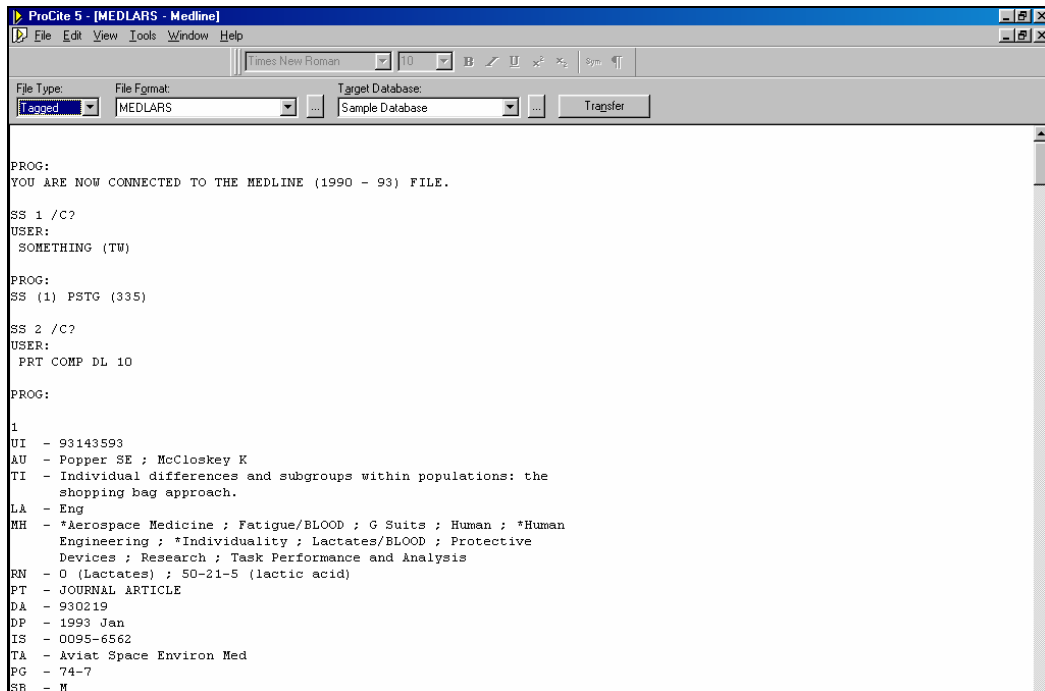 ProCite 5 - [MEDLARS - Medline]
File Edit View Tools Window Help
Times New Roman 10 B I U x² x₂ Sym ¶
File Type: File Format: Target Database:
Tagged MEDLARS ... Sample Database ... Transfer
PROG:
YOU ARE NOW CONNECTED TO THE MEDLINE (1990 - 93) FILE.
SS 1 /C?
USER:
SOMETHING (TW)
PROG:
SS (1) PSTG (335)
SS 2 /C?
USER:
PRT COMP DL 10
PROG:
1
UI - 93143593
AU - Popper SE ; McCloskey K
TI - Individual differences and subgroups within populations: the
shopping bag approach.
LA - Eng
MH - *Aerospace Medicine ; Fatigue/BLOOD ; G Suits ; Human ; *Human
Engineering ; *Individuality ; Lactates/BLOOD ; Protective
Devices ; Research ; Task Performance and Analysis
RN - 0 (Lactates) ; 50-21-5 (lactic acid)
PT - JOURNAL ARTICLE
DA - 930219
DP - 1993 Jan
IS - 0095-6562
TA - Aviat Space Environ Med
PG - 74-7
SB - M